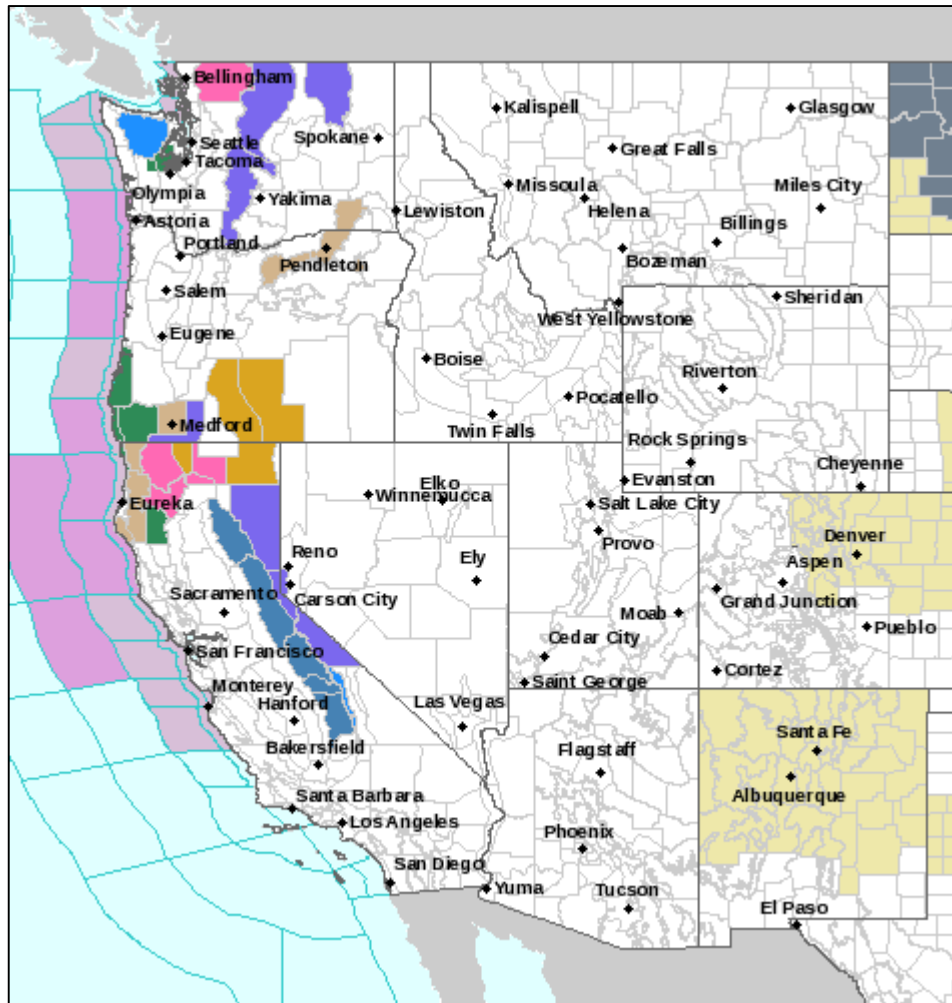 Bellingham
Kalispell
Glasgow
Seattle
Spokane
Great Falls
Tacoma
Olympia
Missoula
Miles City
Yakima
Helena
Astoria
Lewiston
Billings
Portland
Pendleton
Bozeman
Salem
Sheridan
West Yellowstone
Eugene
Boise
Riverton
Pocatello
Medford
Twin Falls
Rock Springs
Cheyenne
Elko
Evanston
Eureka
Winnemucca
Salt Lake City
Denver
Provo
Reno
Ely
Aspen
Sacramento
Carson City
Grand Junction
Moab
Pueblo
Cedar City
San Francisco
Cortez
Saint George
Monterey
Hanford
Las Vegas
Santa Fe
Flagstaff
Bakersfield
Albuquerque
Santa Barbara
Los Angeles
Phoenix
San Diego
Yuma
Tucson
El Paso